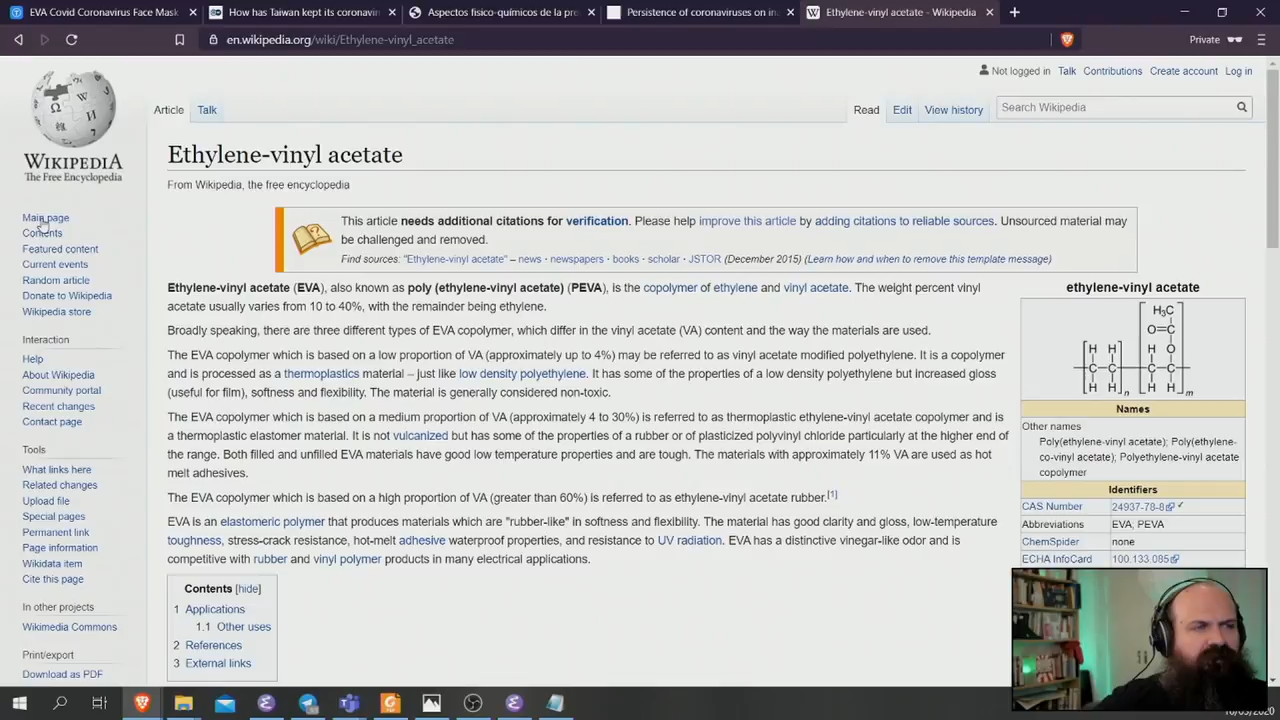 EVA Covid Coronavirus Face Mask
How has Taiwan kept its coronavir
Aspectos físico-químicos de la pre
Persistence of coronaviruses on in
Ethylene-vinyl acetate - Wikipedia
en.wikipedia.org/wiki/Ethylene-vinyl_acetate
Private
Not logged in Talk Contributions Create account Log in
Article Talk
Read Edit View history
Search Wikipedia
WIKIPEDIA
The Free Encyclopedia
Main page
Contents
Featured content
Current events
Random article
Donate to Wikipedia
Wikipedia store
Interaction
Help
About Wikipedia
Community portal
Recent changes
Contact page
Tools
What links here
Related changes
Upload file
Special pages
Permanent link
Page information
Wikidata item
Cite this page
In other projects
Wikimedia Commons
Print/export
Download as PDF
Ethylene-vinyl acetate
From Wikipedia, the free encyclopedia
This article needs additional citations for verification. Please help improve this article by adding citations to reliable sources. Unsourced material may
be challenged and removed.
Find sources: "Ethylene-vinyl acetate" – news · newspapers · books · scholar · JSTOR (December 2015) (Learn how and when to remove this template message)
Ethylene-vinyl acetate (EVA), also known as poly (ethylene-vinyl acetate) (PEVA), is the copolymer of ethylene and vinyl acetate. The weight percent vinyl
acetate usually varies from 10 to 40%, with the remainder being ethylene.
Broadly speaking, there are three different types of EVA copolymer, which differ in the vinyl acetate (VA) content and the way the materials are used.
The EVA copolymer which is based on a low proportion of VA (approximately up to 4%) may be referred to as vinyl acetate modified polyethylene. It is a copolymer
and is processed as a thermoplastics material – just like low density polyethylene. It has some of the properties of a low density polyethylene but increased gloss
(useful for film), softness and flexibility. The material is generally considered non-toxic.
The EVA copolymer which is based on a medium proportion of VA (approximately 4 to 30%) is referred to as thermoplastic ethylene-vinyl acetate copolymer and is
a thermoplastic elastomer material. It is not vulcanized but has some of the properties of a rubber or of plasticized polyvinyl chloride particularly at the higher end of
the range. Both filled and unfilled EVA materials have good low temperature properties and are tough. The materials with approximately 11% VA are used as hot
melt adhesives.
The EVA copolymer which is based on a high proportion of VA (greater than 60%) is referred to as ethylene-vinyl acetate rubber.[1]
EVA is an elastomeric polymer that produces materials which are "rubber-like" in softness and flexibility. The material has good clarity and gloss, low-temperature
toughness, stress-crack resistance, hot-melt adhesive waterproof properties, and resistance to UV radiation. EVA has a distinctive vinegar-like odor and is
competitive with rubber and vinyl polymer products in many electrical applications.
Contents [hide]
1 Applications
1.1 Other uses
2 References
3 External links
ethylene-vinyl acetate
H3C
O=C
H H H O
C C C C
H H H H
n m
Names
Other names
Poly(ethylene-vinyl acetate); Poly(ethylene-
co-vinyl acetate); Polyethylene-vinyl acetate
copolymer
Identifiers
CAS Number 24937-78-8
Abbreviations EVA; PEVA
ChemSpider none
ECHA InfoCard 100.133.085